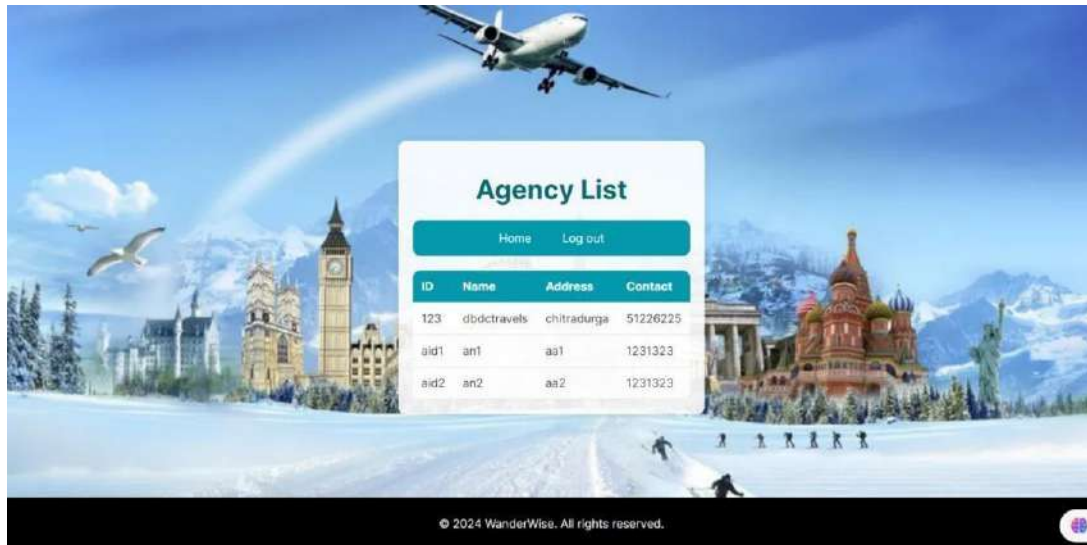 Agency List
Home Log out
ID Name Address Contact
123 dbdctravels chitradurga 51226225
aid1 an1 aa1 1231323
aid2 an2 aa2 1231323
© 2024 WanderWise. All rights reserved.